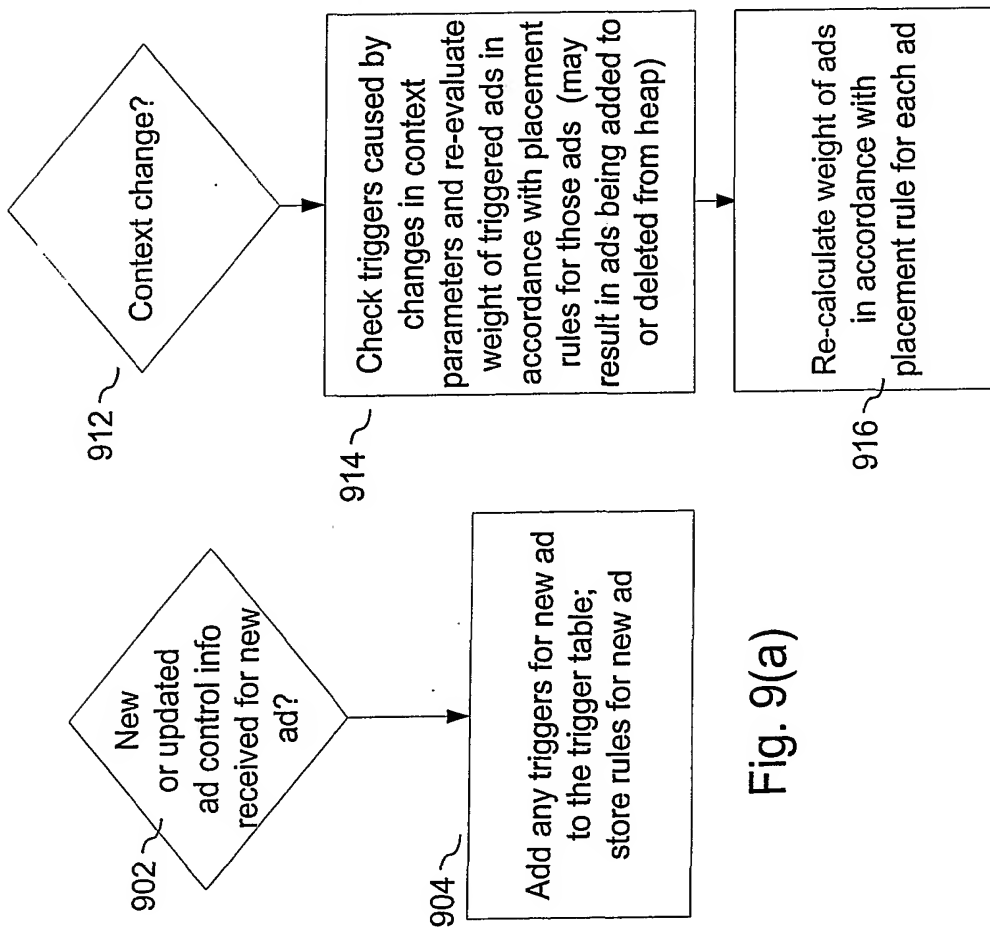 902
New
or updated
ad control info
received for new
ad?
904
Add any triggers for new ad
to the trigger table;
store rules for new ad
912
Context change?
914
Check triggers caused by
changes in context
parameters and re-evaluate
weight of triggered ads in
accordance with placement
rules for those ads (may
result in ads being added to
or deleted from heap)
916
Re-calculate weight of ads
in accordance with
placement rule for each ad
Fig. 9(a)